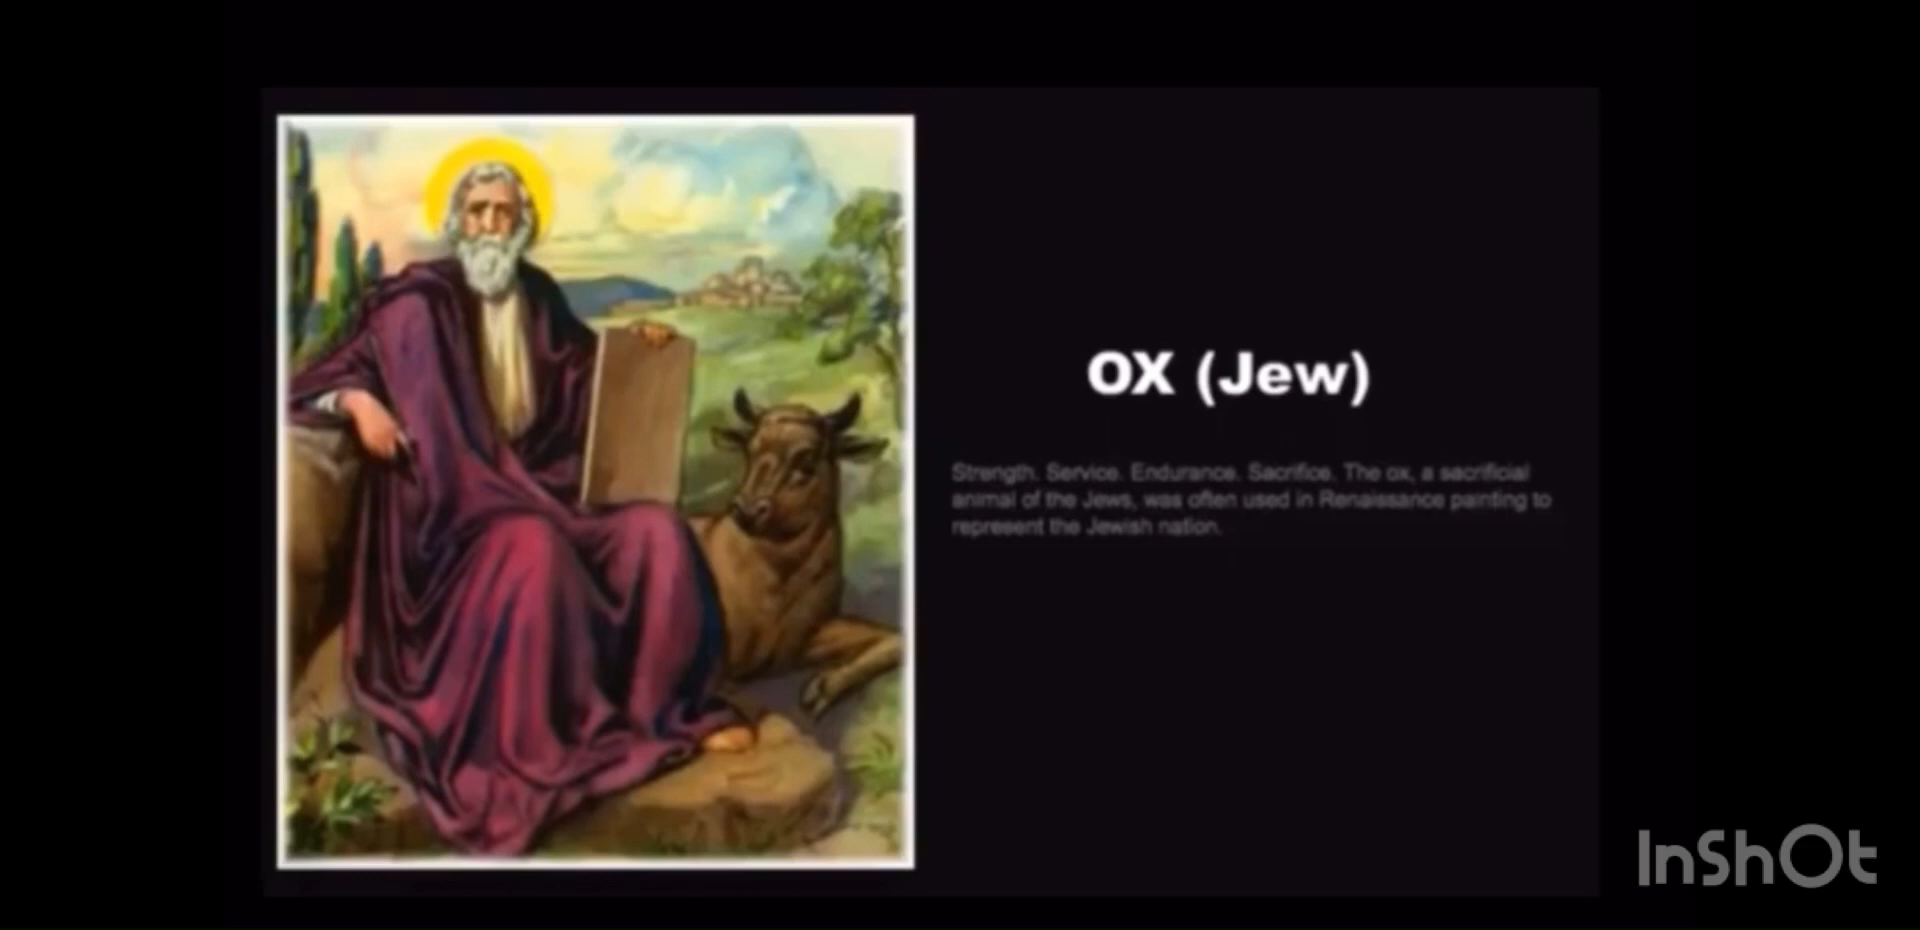 OX (Jew)
Strength. Service. Endurance. Sacrifice. The ox, a sacrificial
animal of the Jews, was often used in Renaissance painting to
represent the Jewish nation.
InShOt